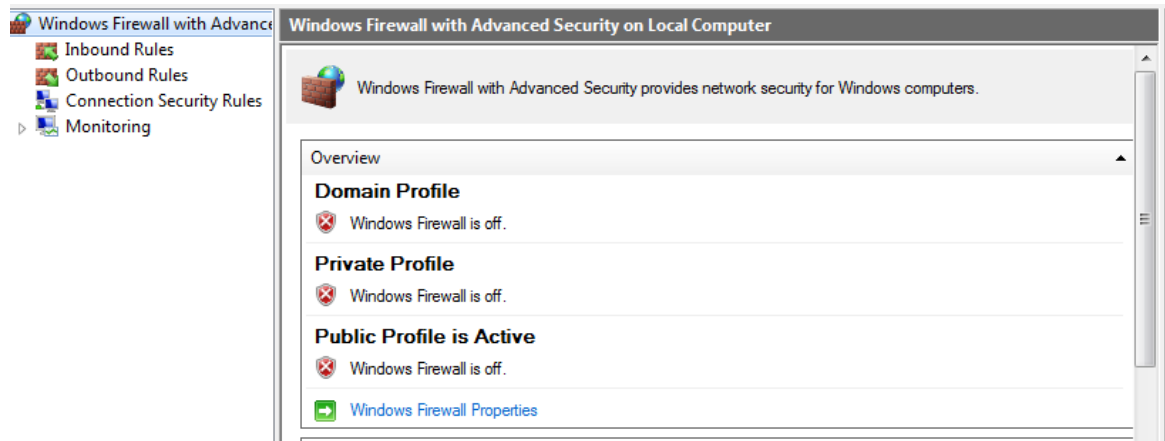 Windows Firewall with Advance
Inbound Rules
Outbound Rules
Connection Security Rules
Monitoring
Windows Firewall with Advanced Security on Local Computer
Windows Firewall with Advanced Security provides network security for Windows computers.
Overview
Domain Profile
Windows Firewall is off.
Private Profile
Windows Firewall is off.
Public Profile is Active
Windows Firewall is off.
Windows Firewall Properties